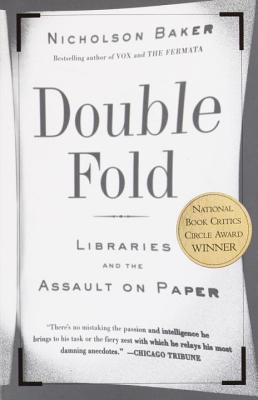 NICHOLSON BAKER
Bestselling author of VOX and THE FERMATA
Double
Fold
LIBRARIES
AND THE
ASSAULT ON PAPER
NATIONAL
BOOK CRITICS
CIRCLE AWARD
WINNER
"There's no mistaking the passion and intelligence he
brings to his task or the fiery zest with which he relays his most
damning anecdotes." —CHICAGO TRIBUNE